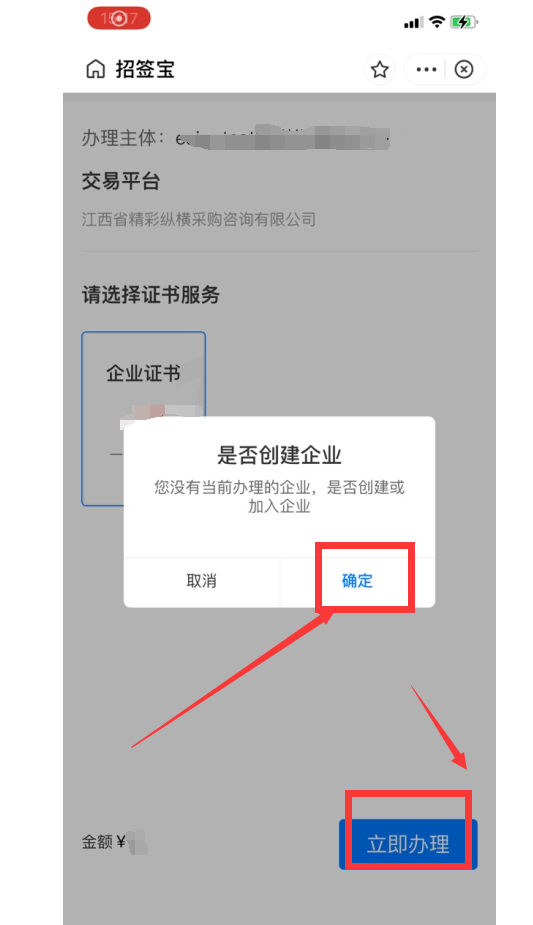 招签宝
办理主体：
交易平台
江西省精彩纵横采购咨询有限公司
请选择证书服务
企业证书
是否创建企业
您没有当前办理的企业，是否创建或
加入企业
取消
确定
金额 ¥
立即办理